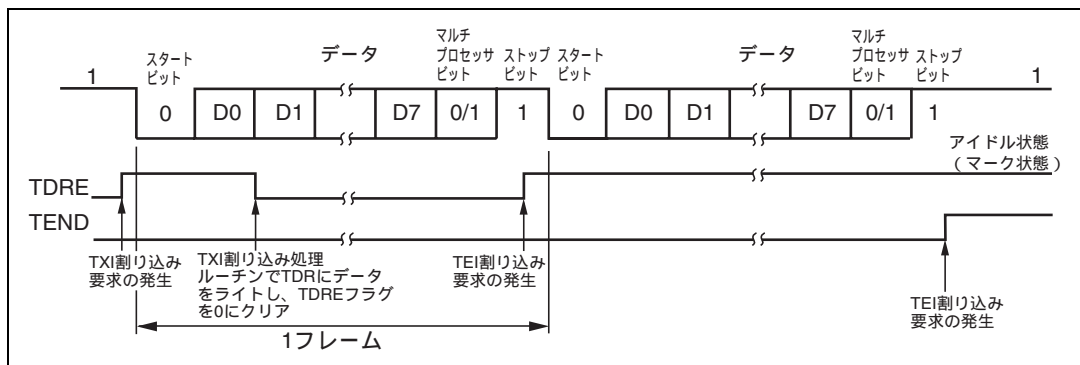 スタート
ビット
データ
マルチ
プロセッサ
ビット
ストップ
ビット
スタート
ビット
データ
マルチ
プロセッサ
ビット
ストップ
ビット
1
0
D0
D1
D7
0/1
1
0
D0
D1
D7
0/1
1
1
アイドル状態
(マーク状態)
TDRE
TEND
TXI割り込み
要求の発生
TXI割り込み処理
ルーチンでTDRにデータ
をライトし、TDREフラグ
を0にクリア
TEI割り込み
要求の発生
TEI割り込み
要求の発生
1フレーム